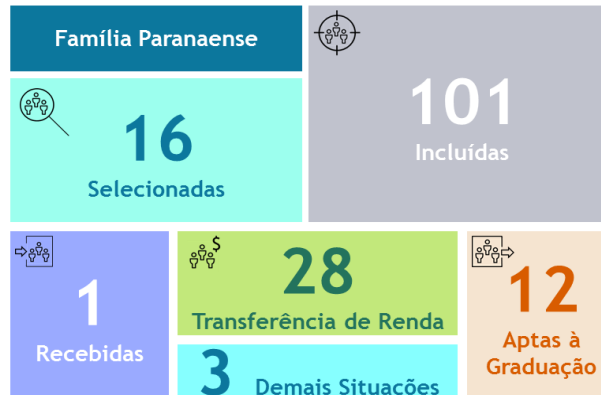 Família Paranaense
16
Selecionadas
101
Incluídas
1
Recebidas
$
28
Transferência de Renda
3 Demais Situações
12
Aptas à
Graduação